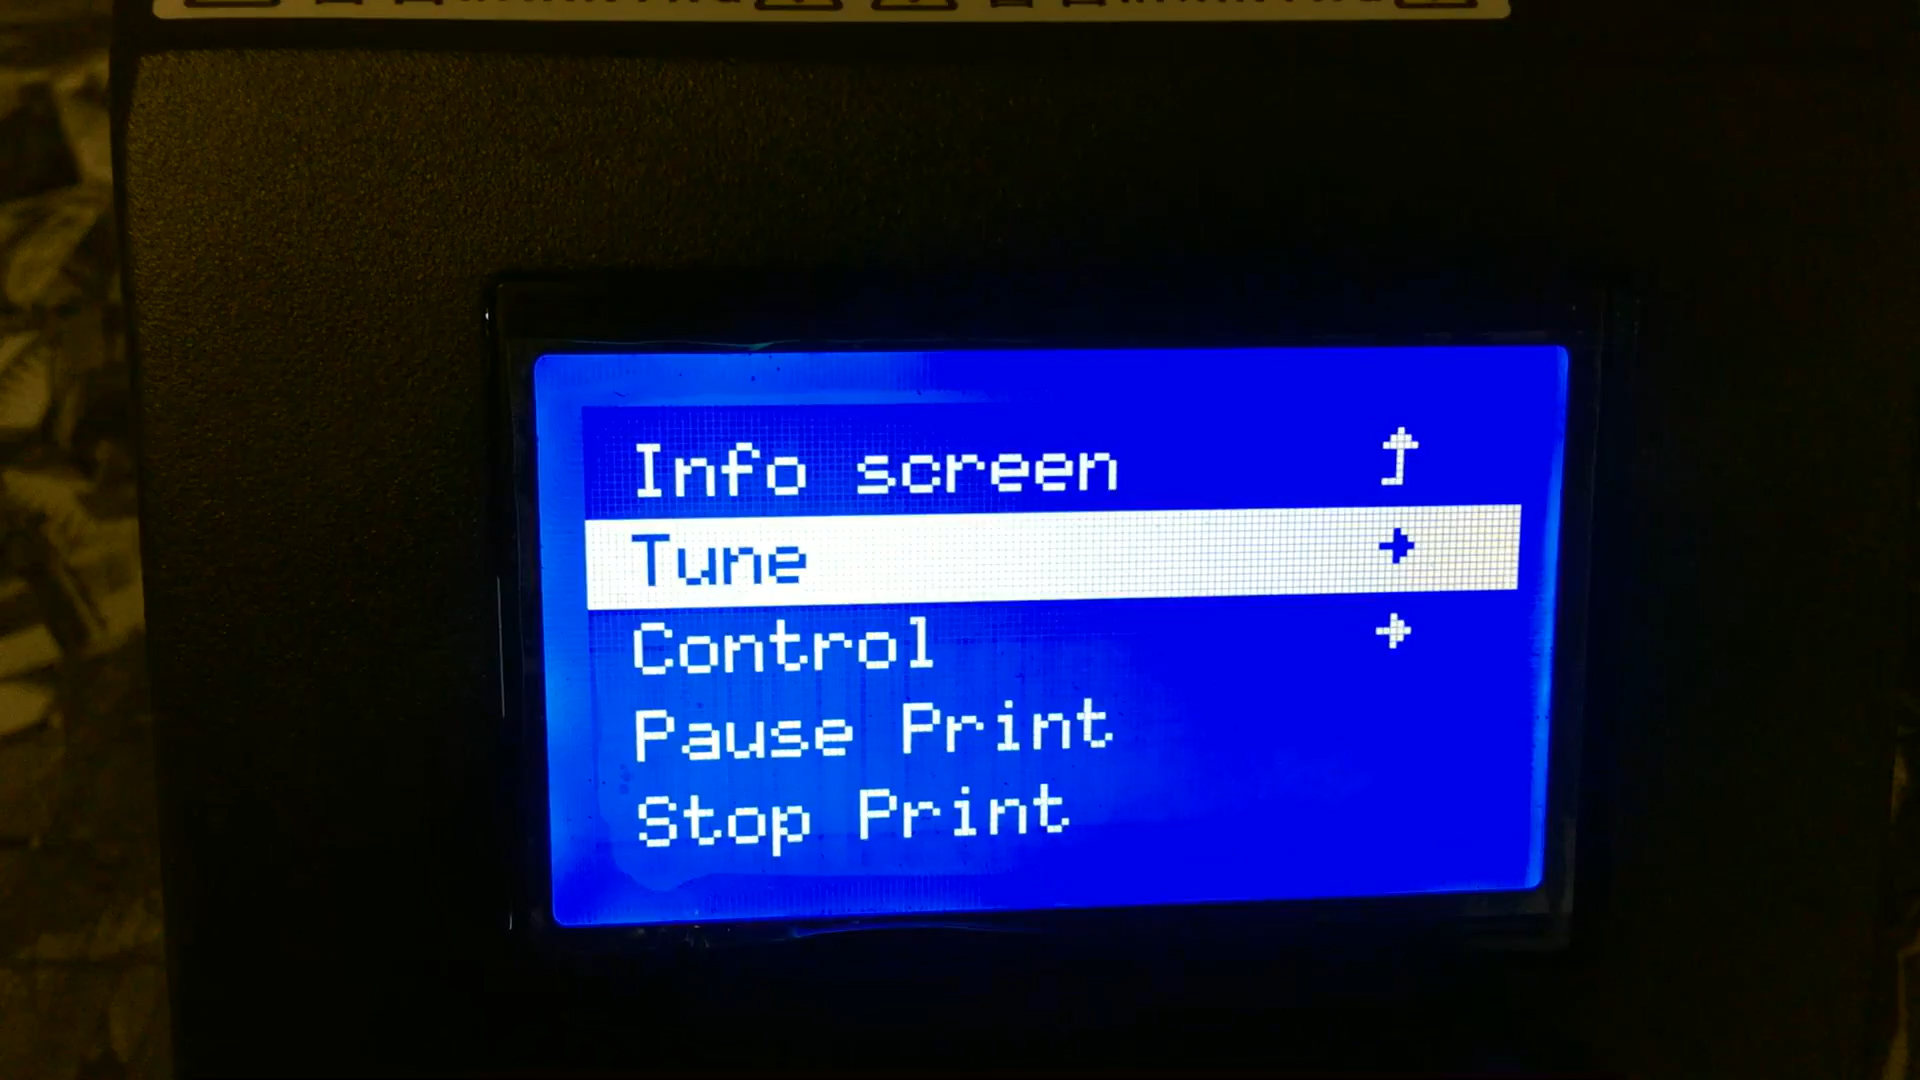 Info screen
Tune
Control
Pause Print
Stop Print